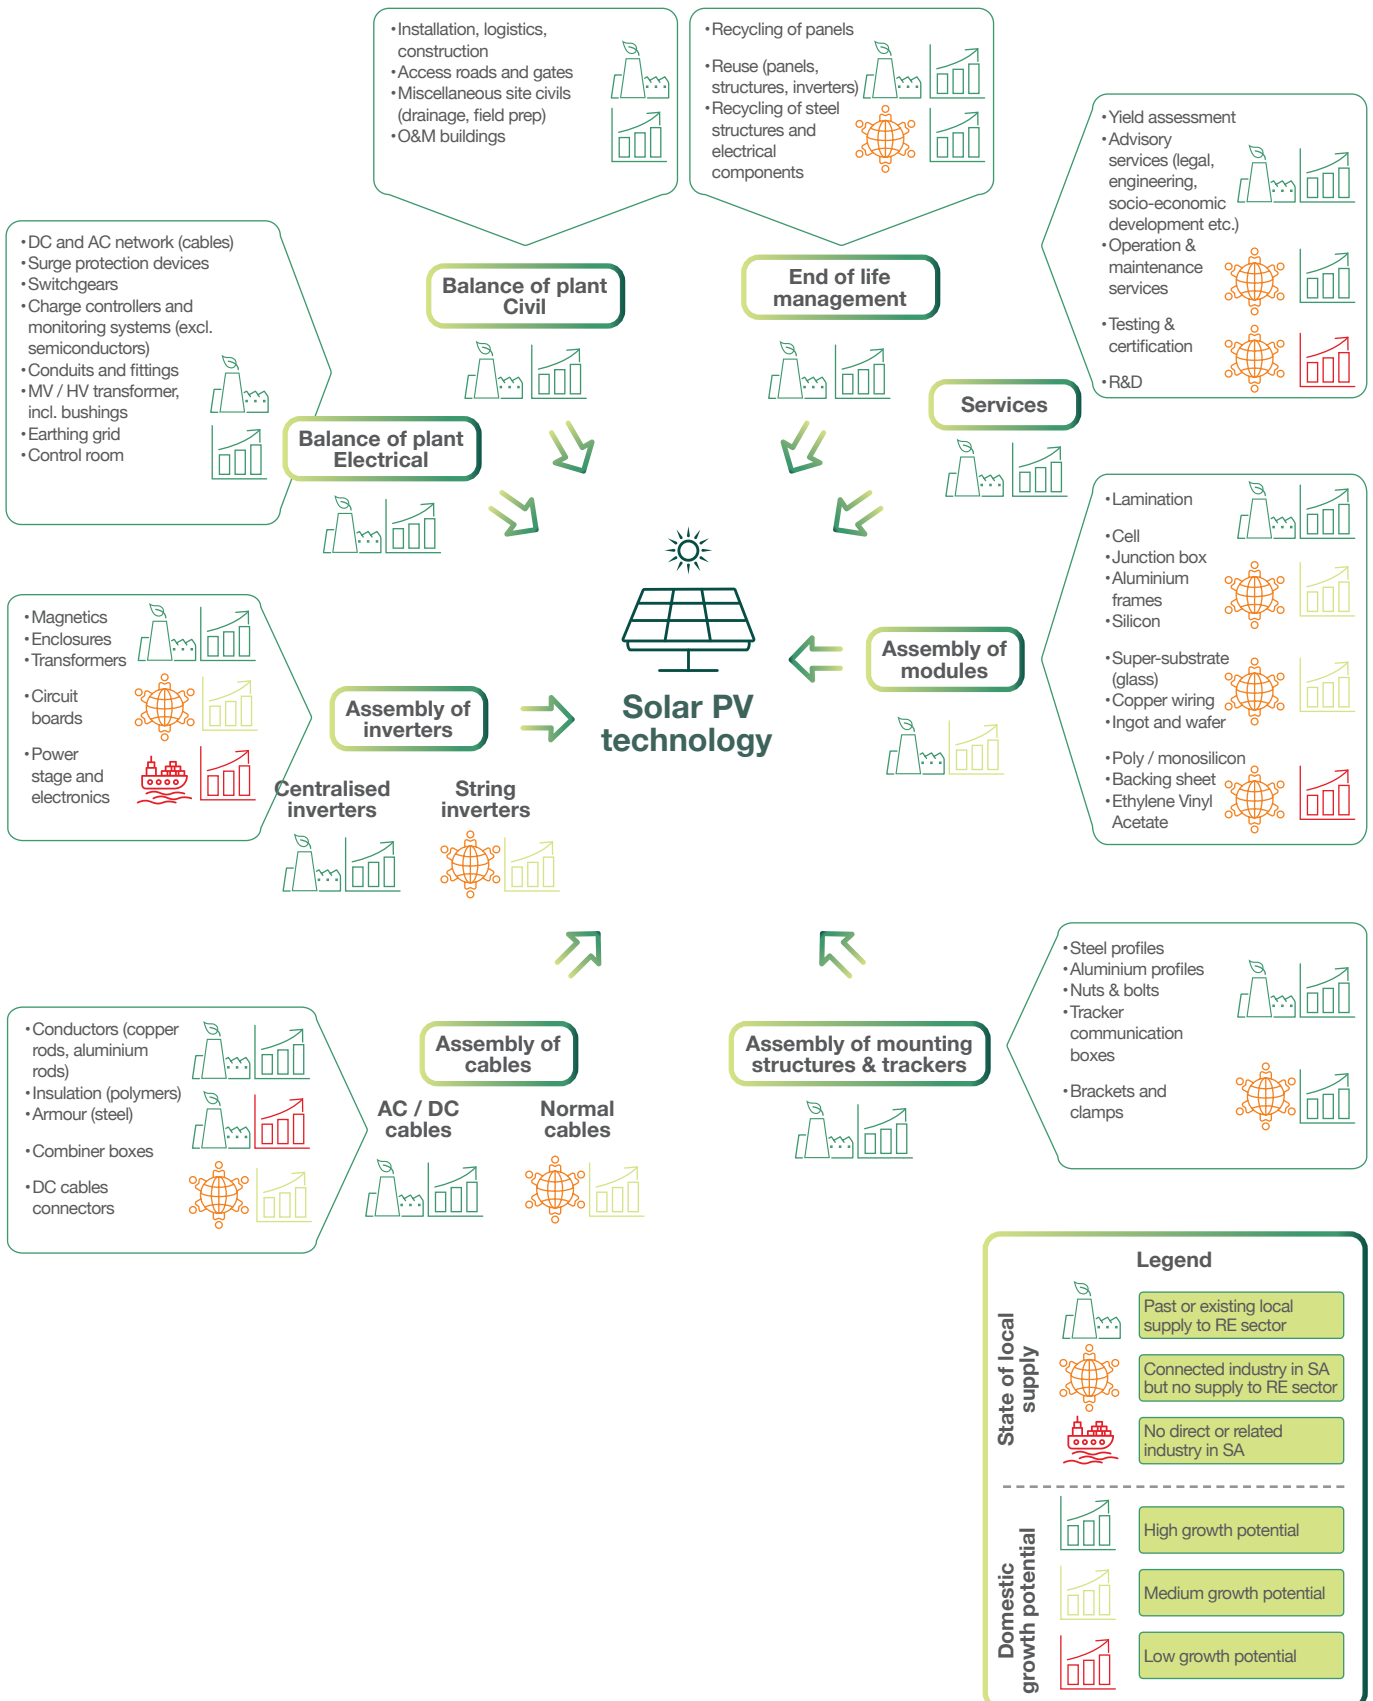 •Installation, logistics,
construction
•Access roads and gates
•Miscellaneous site civils
(drainage, field prep)
•O&M buildings
•Recycling of panels
•Reuse (panels,
structures, inverters)
•Recycling of steel
structures and
electrical
components
•Yield assessment
•Advisory
services (legal,
engineering,
socio-economic
development etc.)
•Operation &
maintenance
services
•Testing &
certification
•R&D
•DC and AC network (cables)
•Surge protection devices
•Switchgears
•Charge controllers and
monitoring systems (excl.
semiconductors)
•Conduits and fittings
•MV / HV transformer,
incl. bushings
•Earthing grid
•Control room
Balance of plant
Civil
End of life
management
Services
Balance of plant
Electrical
•Lamination
•Cell
•Junction box
•Aluminium
frames
•Silicon
•Super-substrate
(glass)
•Copper wiring
•Ingot and wafer
•Poly / monosilicon
•Backing sheet
•Ethylene Vinyl
Acetate
•Magnetics
•Enclosures
•Transformers
•Circuit
boards
•Power
stage and
electronics
Assembly of
inverters
Solar PV
technology
Assembly of
modules
Centralised
inverters
String
inverters
•Steel profiles
•Aluminium profiles
•Nuts & bolts
•Tracker
communication
boxes
•Brackets and
clamps
•Conductors (copper
rods, aluminium
rods)
•Insulation (polymers)
•Armour (steel)
•Combiner boxes
•DC cables
connectors
Assembly of
cables
Assembly of mounting
structures & trackers
AC / DC
cables
Normal
cables
Legend
State of local
supply
Past or existing local
supply to RE sector
Connected industry in SA
but no supply to RE sector
No direct or related
industry in SA
Domestic
growth potential
High growth potential
Medium growth potential
Low growth potential